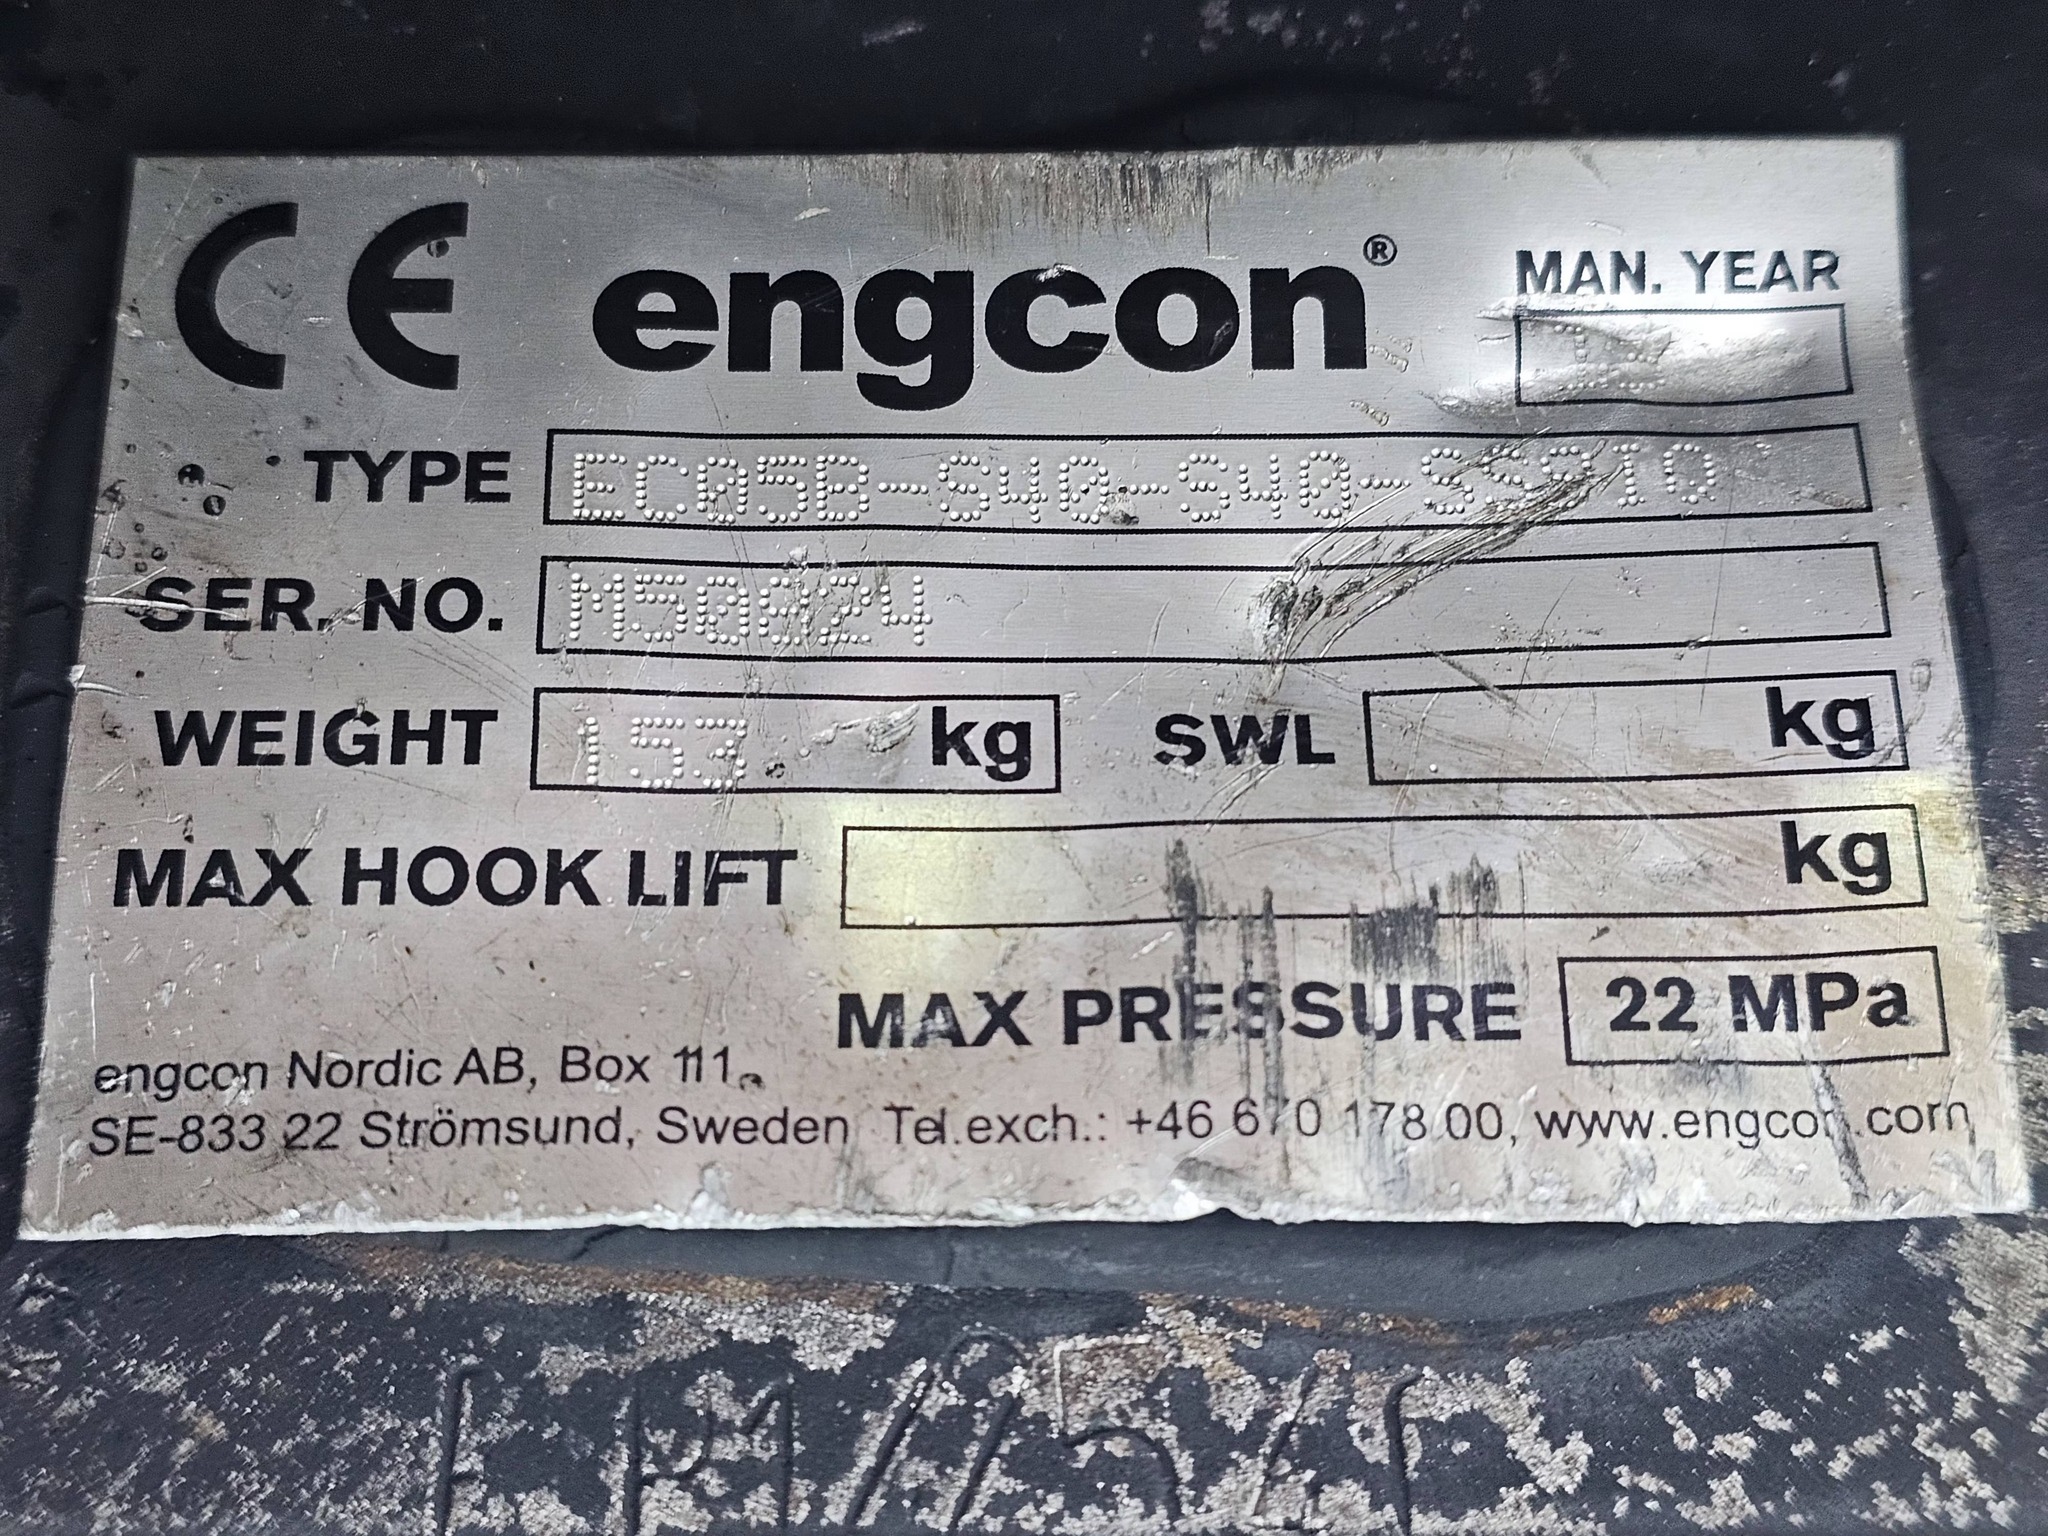 CE engcon® MAN. YEAR
TYPE EC05B-S40-S40-SS
SER. NO. M50924
WEIGHT 153 kg SWL kg
MAX HOOK LIFT kg
MAX PRESSURE 22 MPa
engcon Nordic AB, Box 111,
SE-833 22 Strömsund, Sweden Tel.exch.: +46 670 178 00, www.engcon.com